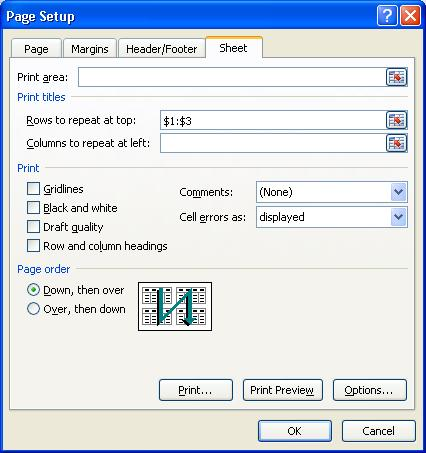 Page Setup
Page Margins Header/Footer Sheet
Print area:
Print titles
Rows to repeat at top: $1:$3
Columns to repeat at left:
Print
Gridlines Comments: (None)
Black and white Cell errors as: displayed
Draft quality
Row and column headings
Page order
Down, then over
Over, then down
Print... Print Preview Options...
OK Cancel